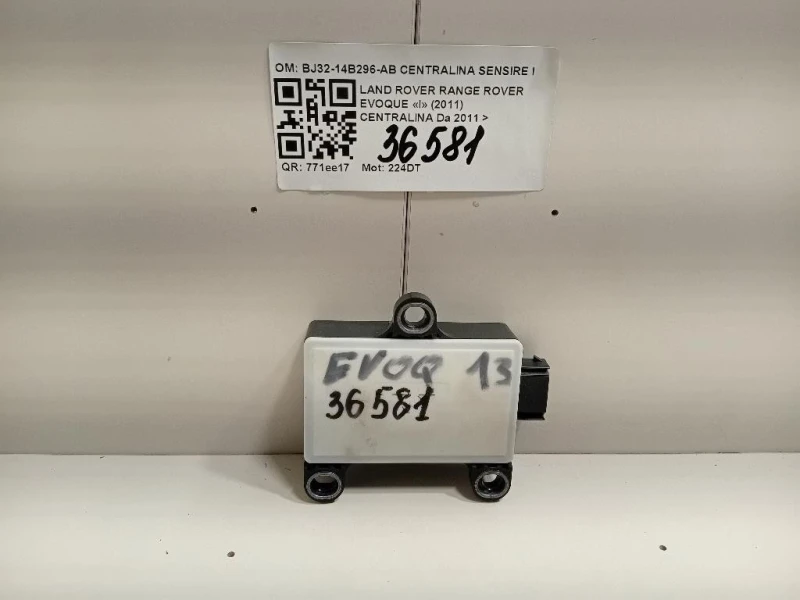 OM: BJ32-14B296-AB CENTRALINA SENSIRE I
LAND ROVER RANGE ROVER
EVOQUE «I» (2011)
CENTRALINA Da 2011 >
36581
QR: 771ee17 Mot: 224DT
EVOQ 13
36581